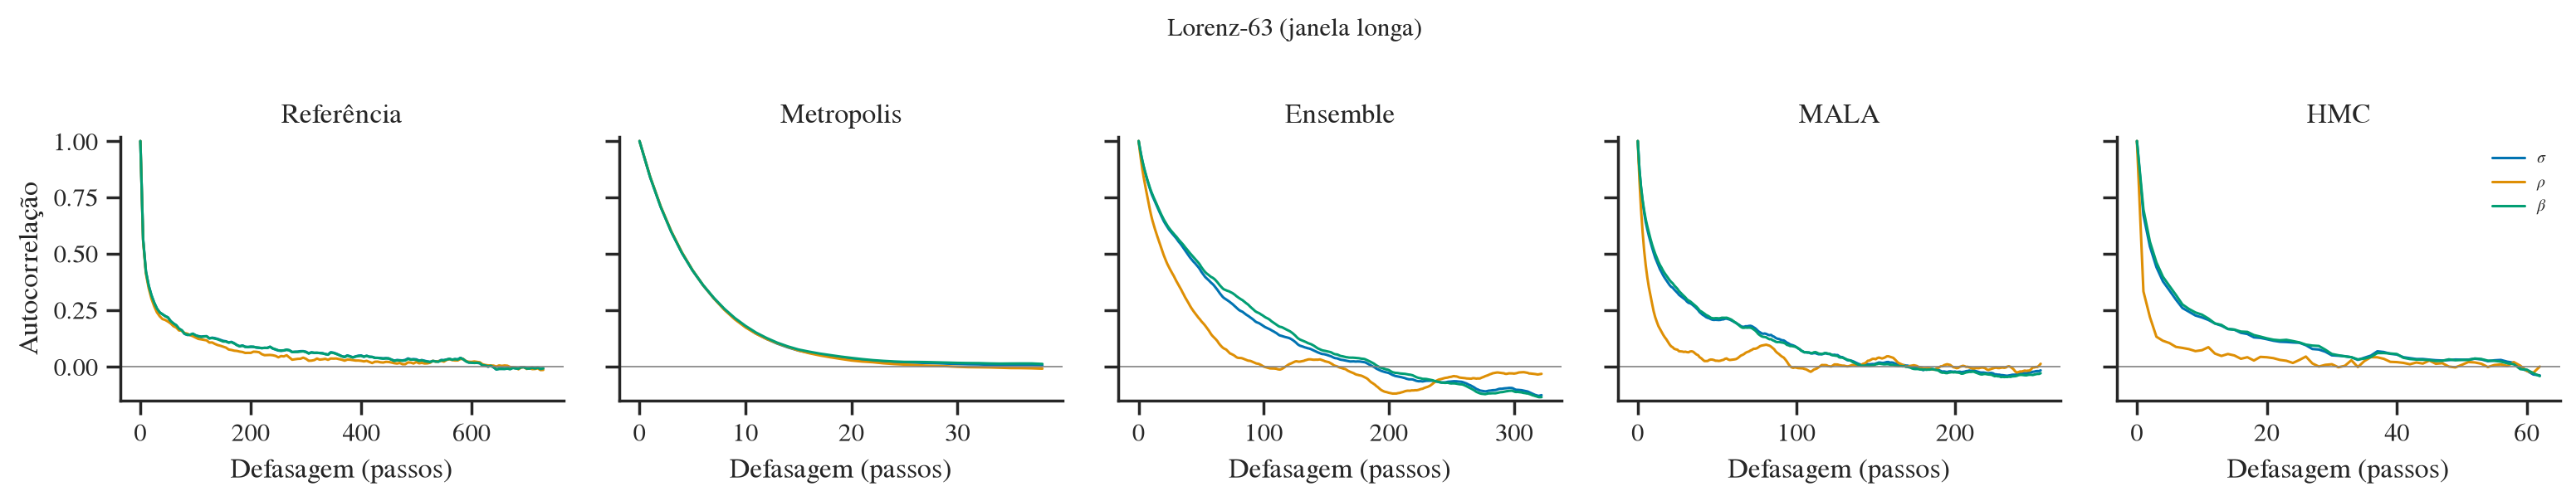 Lorenz-63 (janela longa)
Referência
Metropolis
Ensemble
MALA
HMC
Autocorrelação
1.00
0.75
0.50
0.25
0.00
σ
ρ
β
0 200 400 600
0 10 20 30
0 100 200 300
0 100 200
0 20 40 60
Defasagem (passos)
Defasagem (passos)
Defasagem (passos)
Defasagem (passos)
Defasagem (passos)